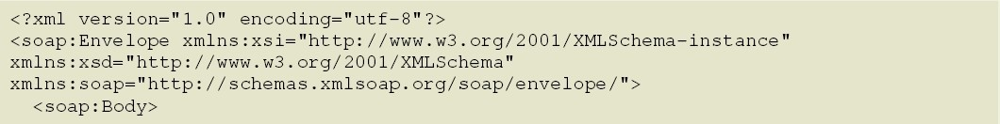 <?xml version="1.0" encoding="utf-8"?>
<soap:Envelope xmlns:xsi="http://www.w3.org/2001/XMLSchema-instance"
xmlns:xsd="http://www.w3.org/2001/XMLSchema"
xmlns:soap="http://schemas.xmlsoap.org/soap/envelope/">
  <soap:Body>